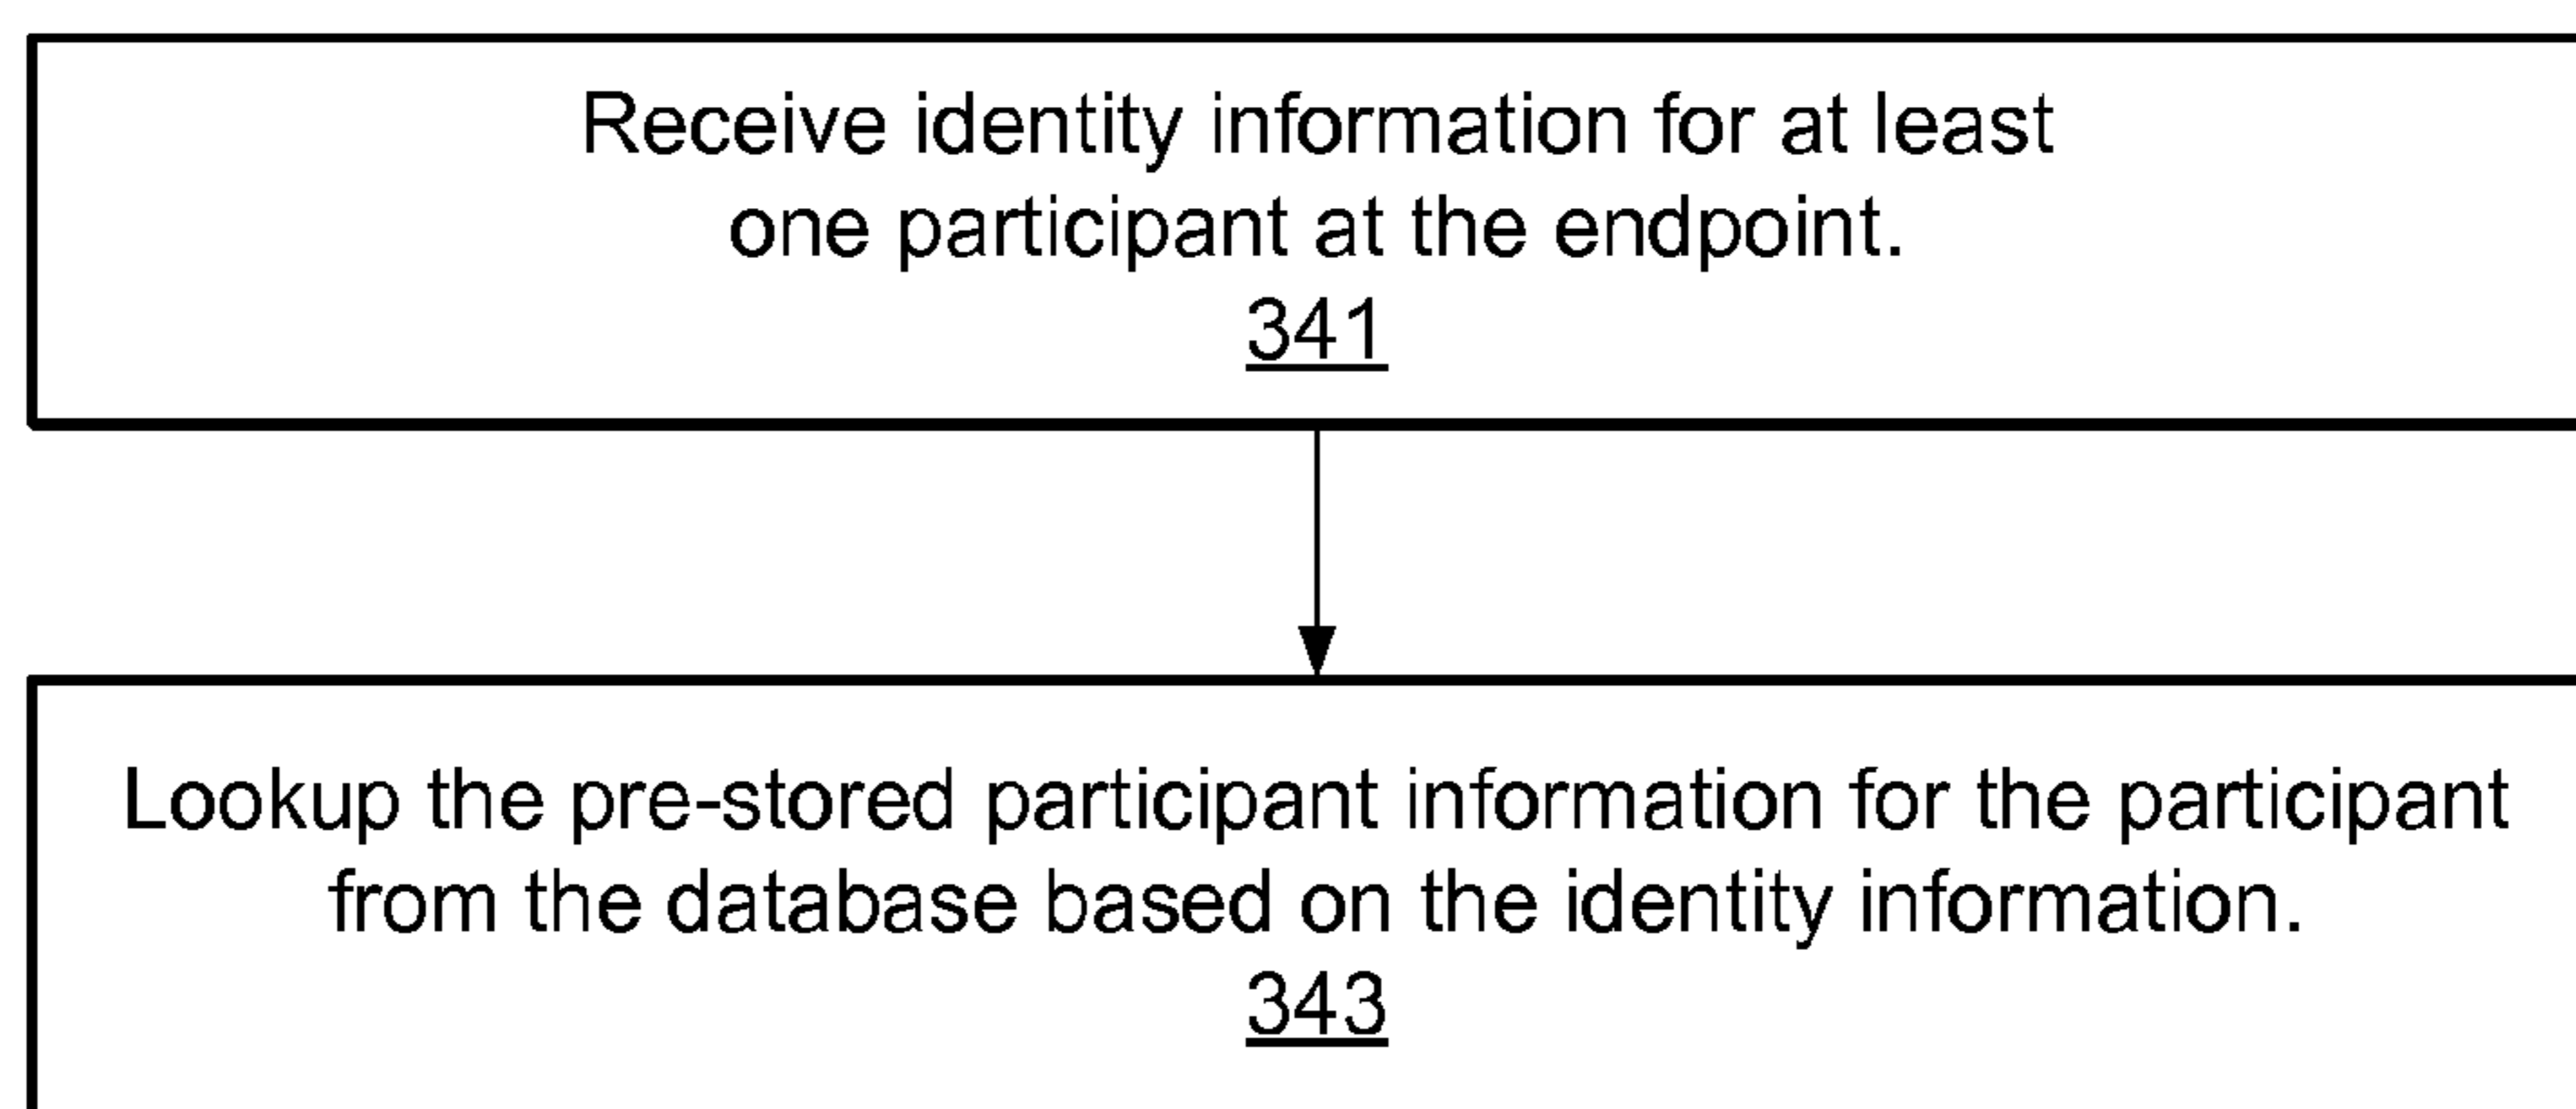 Receive identity information for at least
one participant at the endpoint.
341
Lookup the pre-stored participant information for the participant
from the database based on the identity information.
343